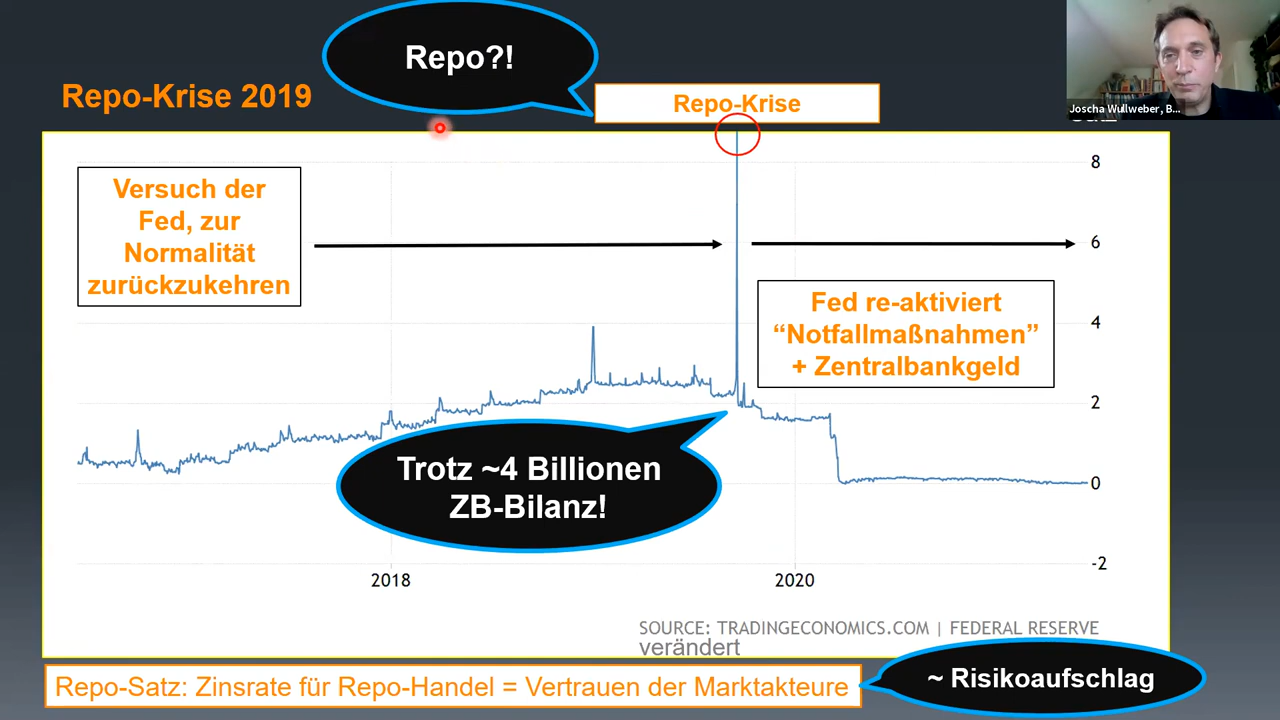 Repo?!
Repo-Krise 2019
Repo-Krise
Joscha Wullweber, B...
8
Versuch der
Fed, zur
Normalität
zurückzukehren
6
Fed re-aktiviert
“Notfallmaßnahmen”
+ Zentralbankgeld
4
2
Trotz ~4 Billionen
ZB-Bilanz!
0
-2
2018
2020
SOURCE: TRADINGECONOMICS.COM | FEDERAL RESERVE
verändert
Repo-Satz: Zinsrate für Repo-Handel = Vertrauen der Marktakteure
~ Risikoaufschlag